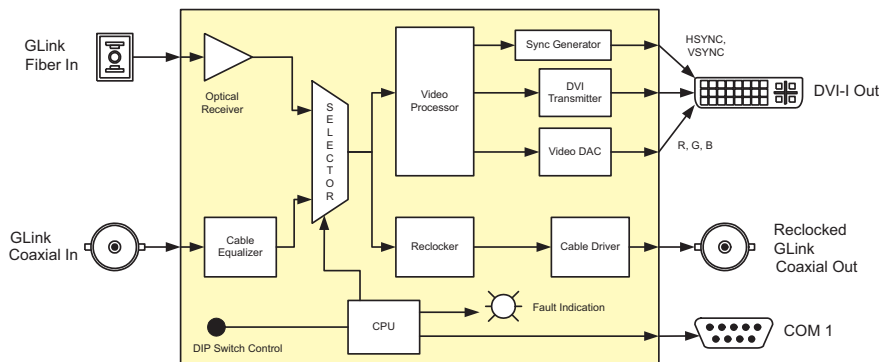 GLink
Fiber In
Optical
Receiver
SELECTOR
Video
Processor
Sync Generator
DVI
Transmitter
Video DAC
HSYNC,
VSYNC
DVI-I Out
R, G, B
GLink
Coaxial In
Cable
Equalizer
Reclocker
Cable Driver
Reclocked
GLink
Coaxial Out
DIP Switch Control
CPU
Fault Indication
COM 1